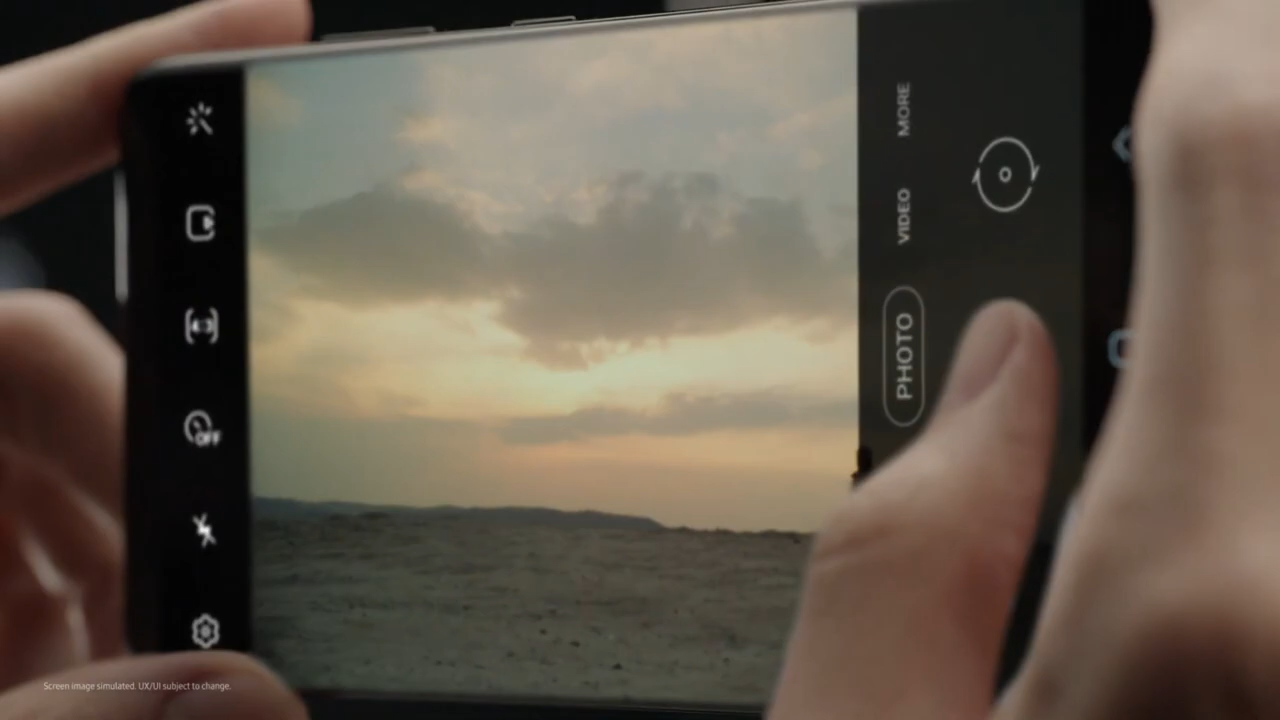 MORE
VIDEO
PHOTO
OFF
Screen image simulated. UX/UI subject to change.